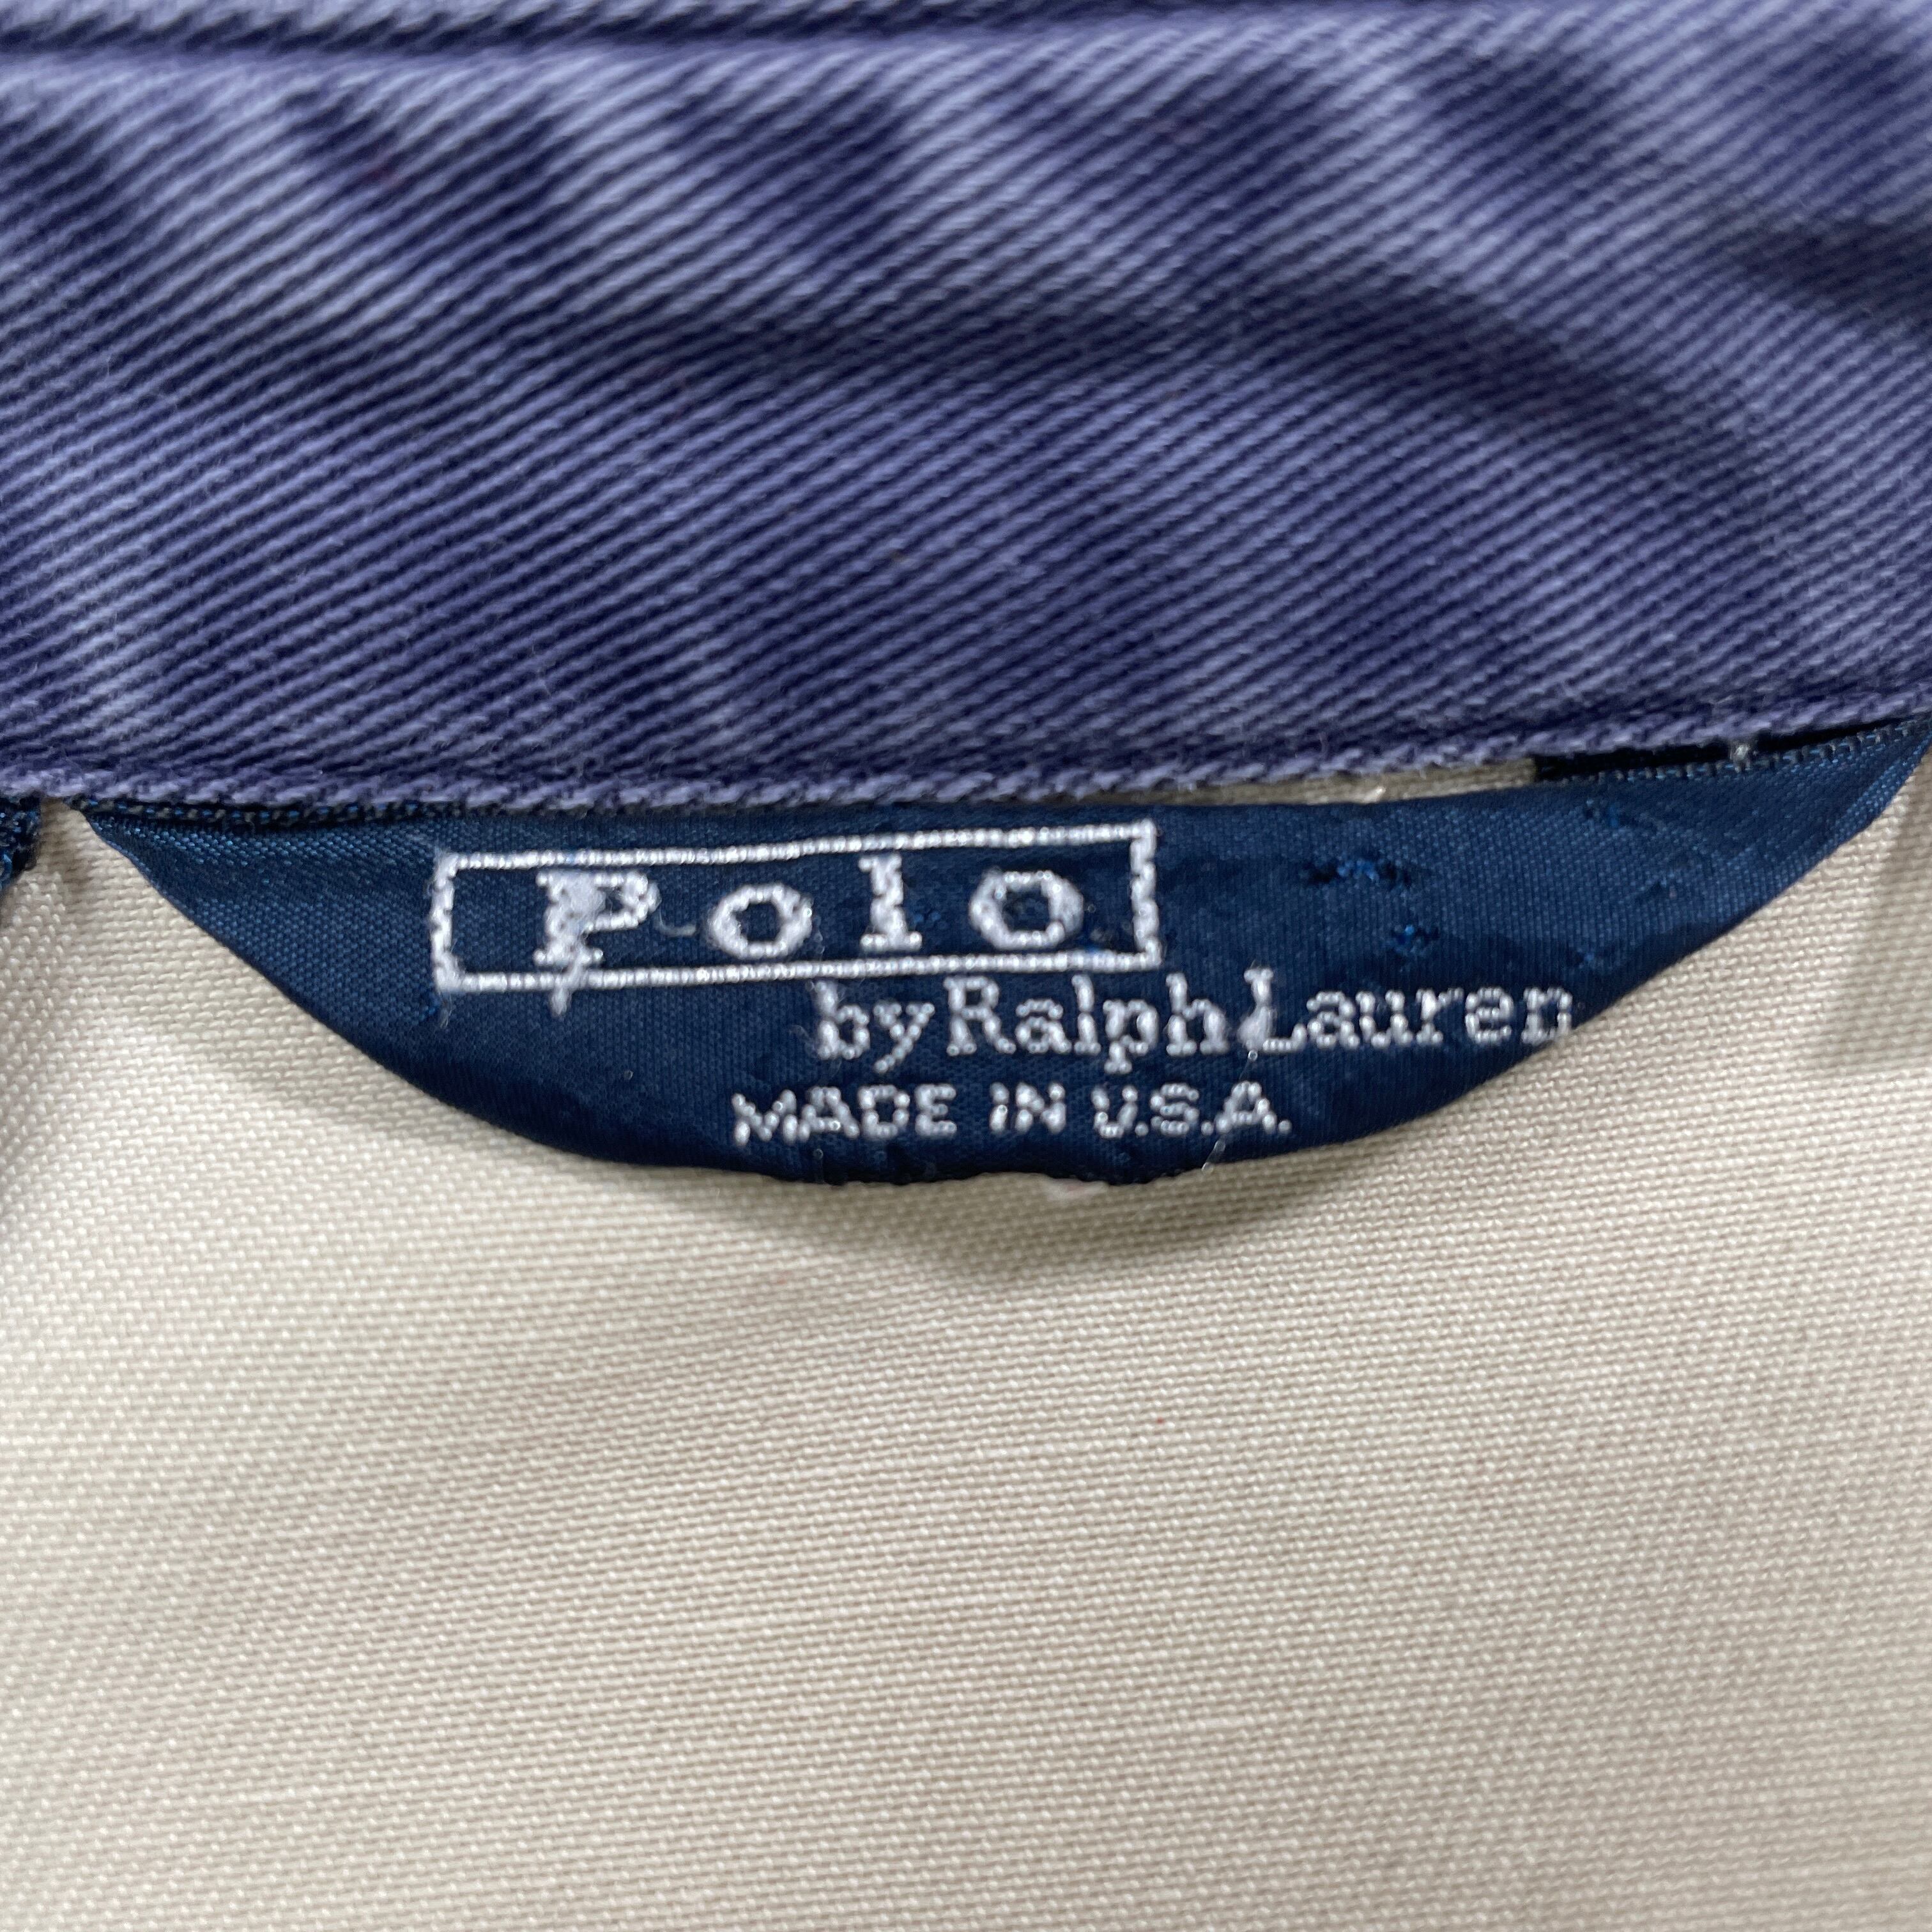 Polo
by Ralph Lauren
MADE IN U.S.A.